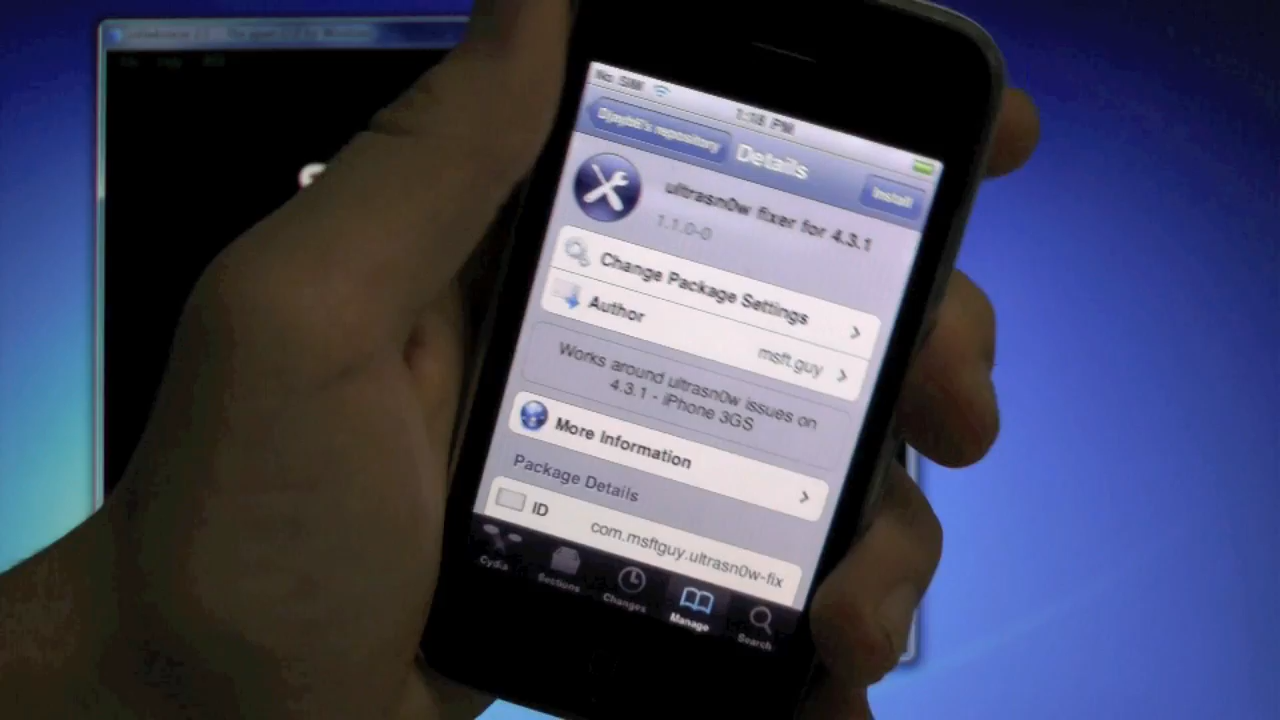 No SIM
1:18 PM
Djayb6's repository
Details
Install
ultrasn0w fixer for 4.3.1
1.1.0-0
Change Package Settings
Author
msft.guy
Works around ultrasn0w issues on
4.3.1 - iPhone 3GS
More Information
Package Details
ID
com.msftguy.ultrasn0w-fix
Cydia
Sections
Changes
Manage
Search